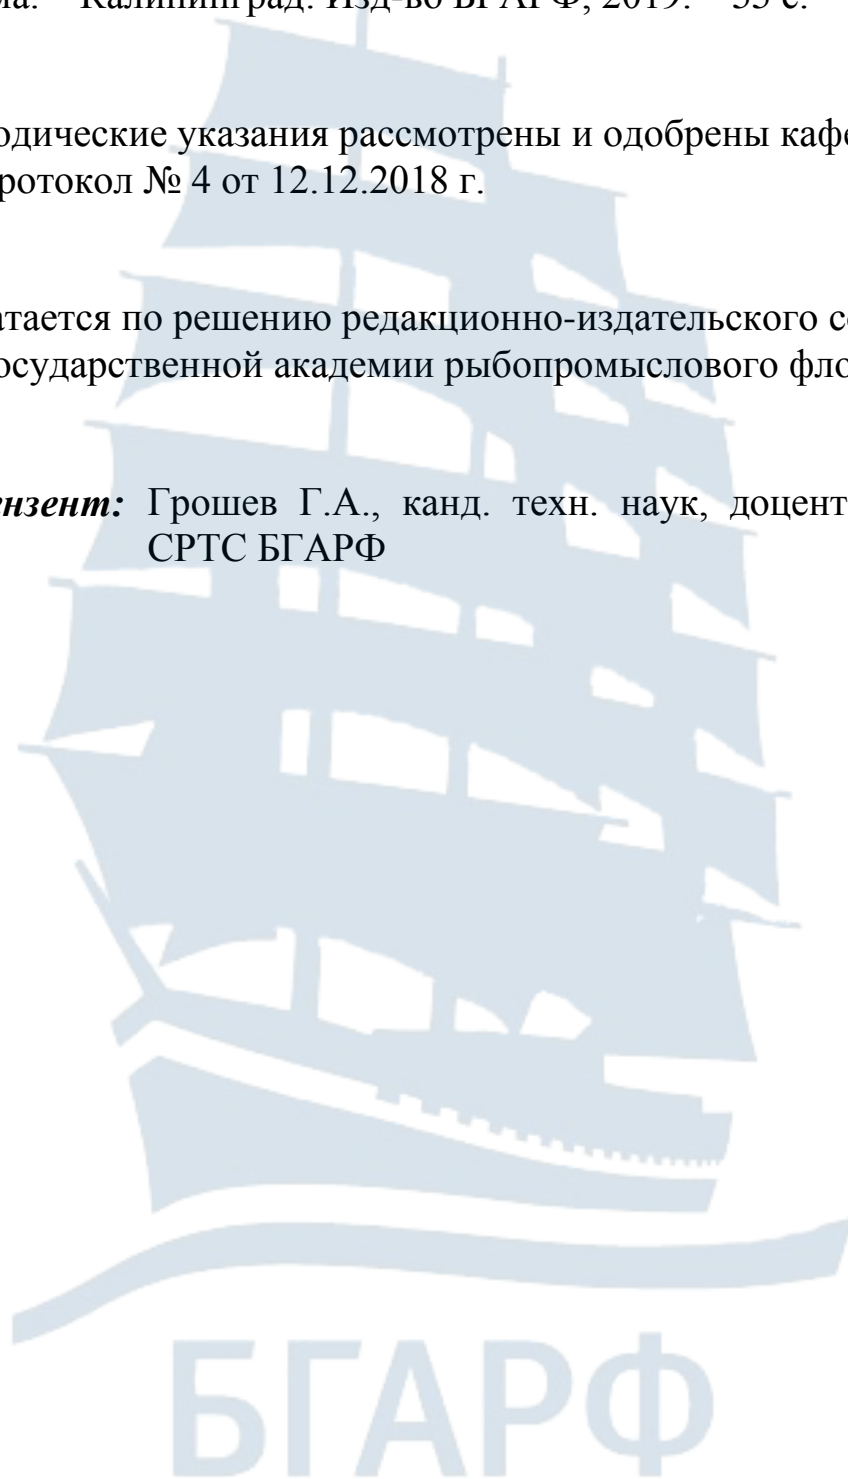 ма. – Калининград: Изд-во БГАРФ, 2019. – 35 с.
одические указания рассмотрены и одобрены кафе
ротокол № 4 от 12.12.2018 г.
атается по решению редакционно-издательского со
осударственной академии рыбопромыслового фло
нзент: Грошев Г.А., канд. техн. наук, доцент
СРТС БГАРФ
БГАРФ